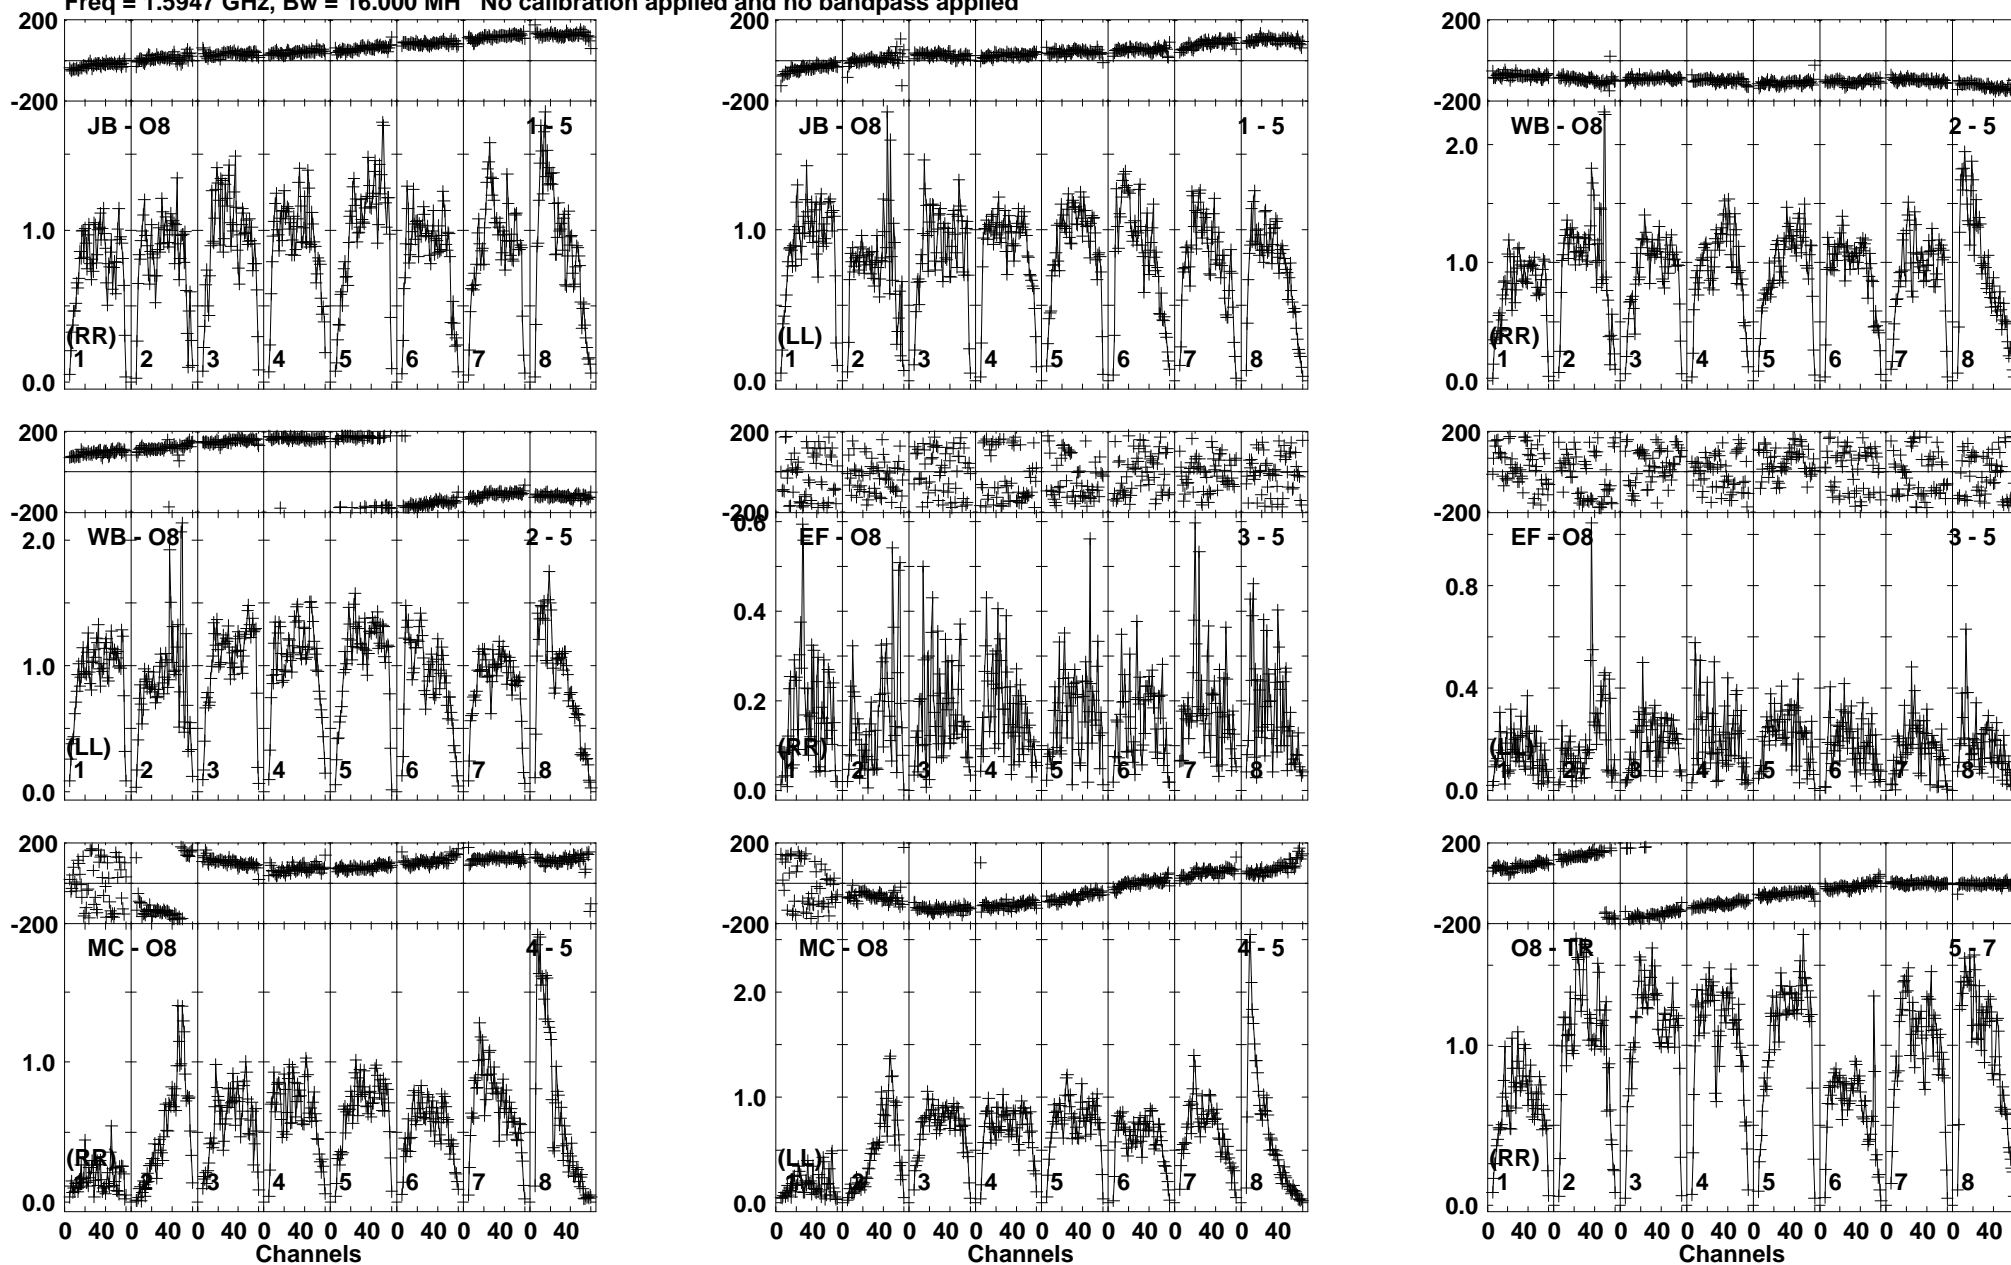 Freq = 1.5947 GHz, Bw = 16.000 MH No calibration applied and no bandpass applied
200 200 200
-200 -200 -200
JB - O8 1 - 5 JB - O8 1 - 5 WB - O8 2 - 5
2.0
1.0 1.0 1.0
(RR) (LL) (RR)
1 2 3 4 5 6 7 8 1 2 3 4 5 6 7 8 1 2 3 4 5 6 7 8
0.0 0.0 0.0
200 200 200
-200 -200 -200
0.6
WB - O8 2 - 5 EF - O8 3 - 5 EF - O8 3 - 5
2.0
0.4 0.8
1.0
0.2 0.4
(LL) (RR) (LL)
1 2 3 4 5 6 7 8 1 2 3 4 5 6 7 8 1 2 3 4 5 6 7 8
0.0 0.0 0.0
200 200 200
-200 -200 -200
MC - O8 4 - 5 MC - O8 4 - 5 O8 - TR 5 - 7
2.0
1.0 1.0 1.0
(RR) (LL) (RR)
1 2 3 4 5 6 7 8 1 2 3 4 5 6 7 8 1 2 3 4 5 6 7 8
0.0 0.0 0.0
0 40 0 40 0 40 0 40 0 40 0 40 0 40 0 40 0 40 0 40 0 40 0 40 0 40 0 40 0 40 0 40 0 40 0 40 0 40 0 40 0 40 0 40 0 40 0 40
Channels Channels Channels